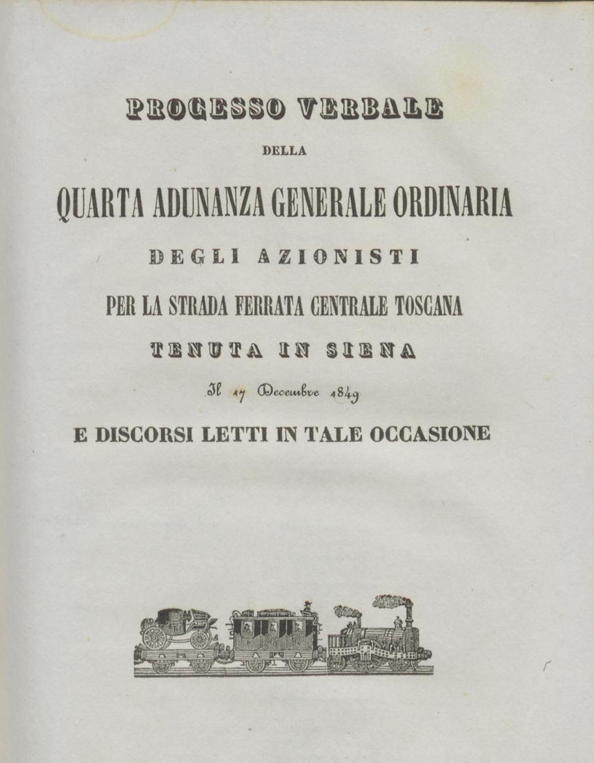 PROCESSO VERBALE
DELLA
QUARTA ADUNANZA GENERALE ORDINARIA
DEGLI AZIONISTI
PER LA STRADA FERRATA CENTRALE TOSCANA
TENUTA IN SIENA
Il 17 Decembre 1849
E DISCORSI LETTI IN TALE OCCASIONE